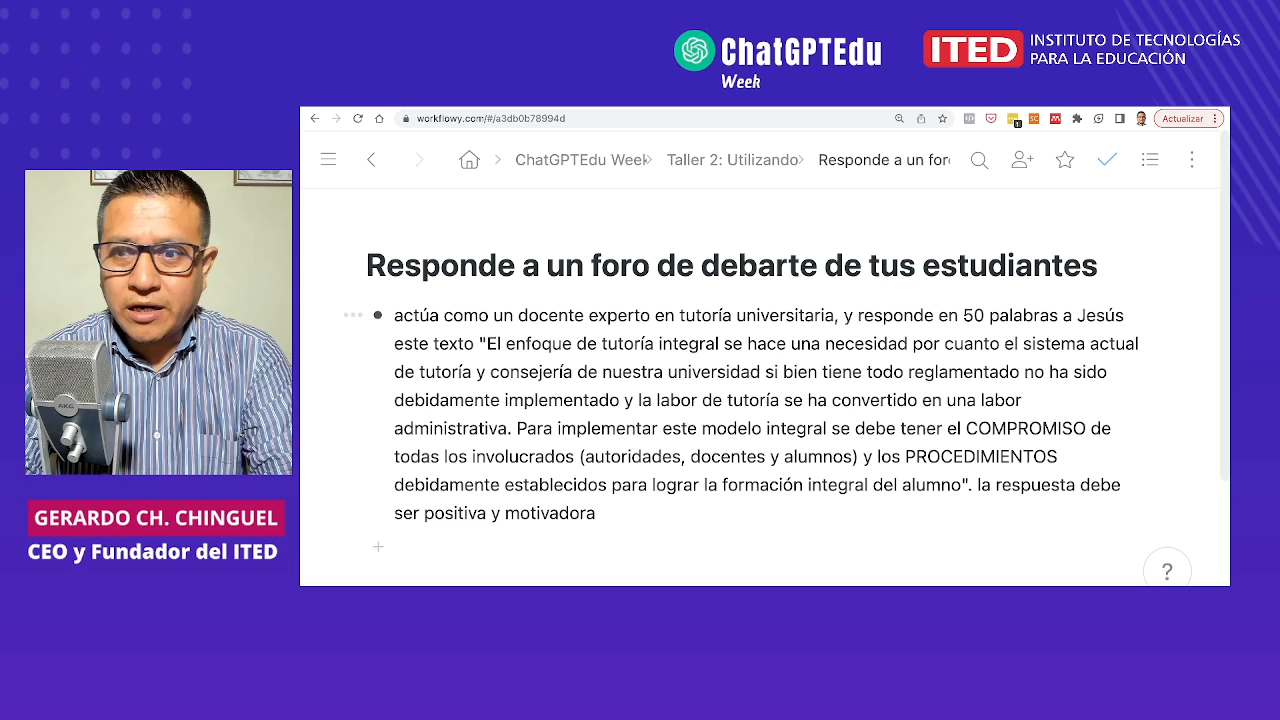 ChatGPTEdu
Week
ITED
INSTITUTO DE TECNOLOGÍAS
PARA LA EDUCACIÓN
workflowy.com/#/a3db0b78994d
Actualizar
ChatGPTEdu Week
Taller 2: Utilizando
Responde a un for
Responde a un foro de debarte de tus estudiantes
actúa como un docente experto en tutoría universitaria, y responde en 50 palabras a Jesús
este texto "El enfoque de tutoría integral se hace una necesidad por cuanto el sistema actual
de tutoría y consejería de nuestra universidad si bien tiene todo reglamentado no ha sido
debidamente implementado y la labor de tutoría se ha convertido en una labor
administrativa. Para implementar este modelo integral se debe tener el COMPROMISO de
todas los involucrados (autoridades, docentes y alumnos) y los PROCEDIMIENTOS
debidamente establecidos para lograr la formación integral del alumno". la respuesta debe
ser positiva y motivadora
?
AKG
GERARDO CH. CHINGUEL
CEO y Fundador del ITED